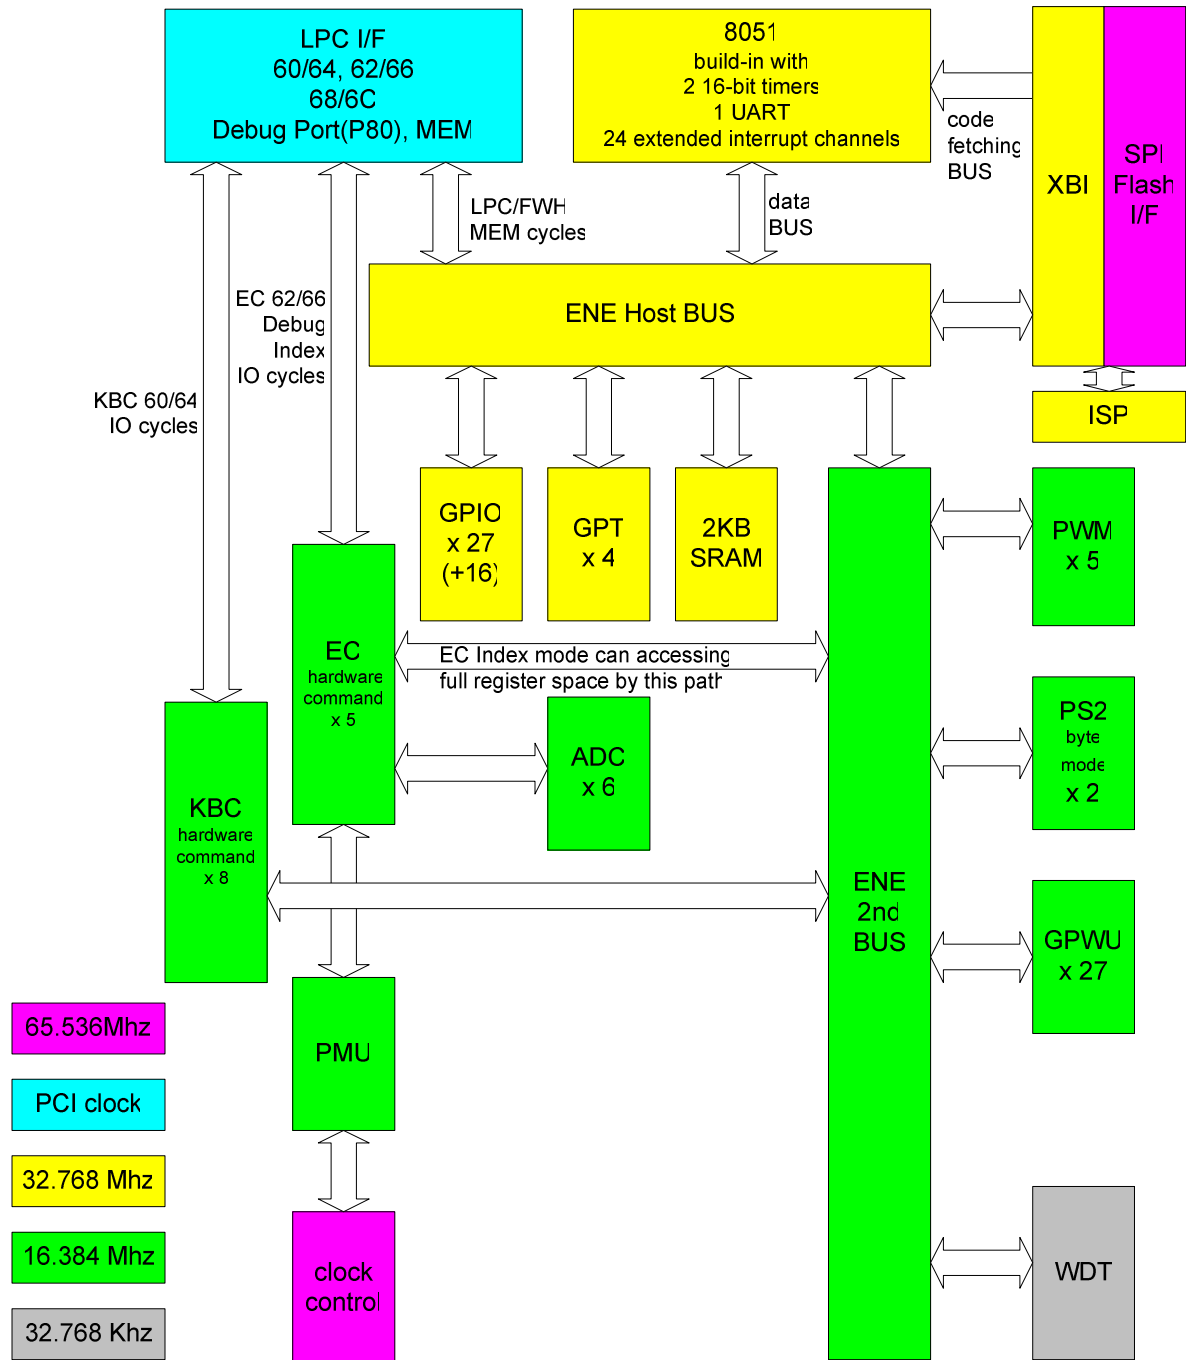 LPC I/F
60/64, 62/66
68/6C
Debug Port(P80), MEM
8051
build-in with
2 16-bit timers
1 UART
24 extended interrupt channels
code
fetching
BUS
XBI
SPI
Flash
I/F
LPC/FWH
MEM cycles
data
BUS
EC 62/66
Debug
Index
IO cycles
ENE Host BUS
KBC 60/64
IO cycles
ISP
GPIO
x 27
(+16)
GPT
x 4
2KB
SRAM
PWM
x 5
EC
hardware
command
x 5
EC Index mode can accessing
full register space by this path
ADC
x 6
PS2
byte
mode
x 2
KBC
hardware
command
x 8
ENE
2nd
BUS
GPWU
x 27
PMU
65.536Mhz
PCI clock
32.768 Mhz
16.384 Mhz
32.768 Khz
clock
control
WDT